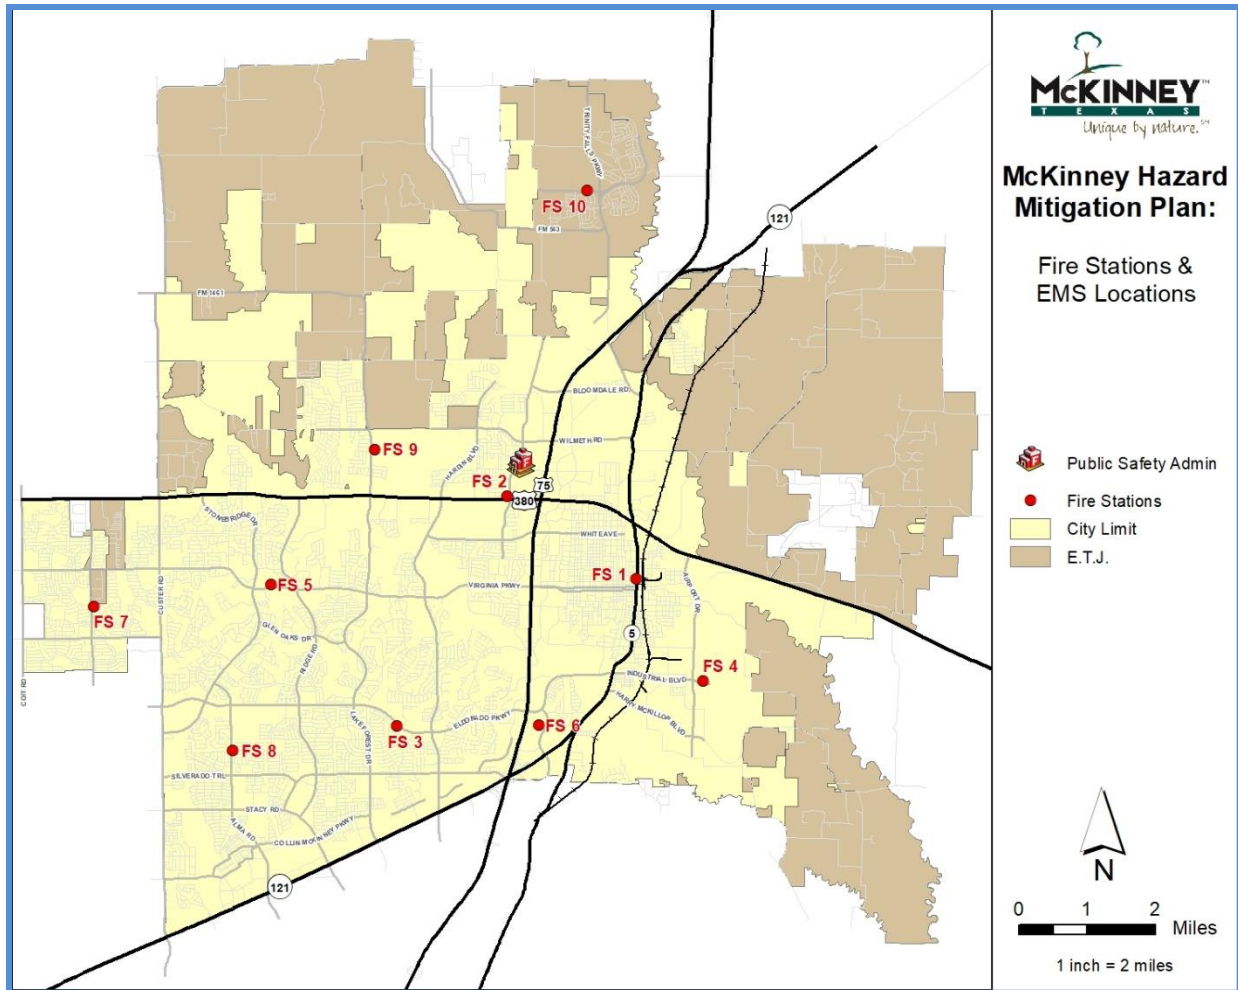 McKINNEY™
TEXAS
Unique by nature.℠
McKinney Hazard
Mitigation Plan:
Fire Stations &
EMS Locations
Public Safety Admin
Fire Stations
City Limit
E.T.J.
N
0 1 2
Miles
1 inch = 2 miles
TRINITY FALLS PKWY
FS 10
FM 543
121
FM 1461
BLOOMDALE RD
WILMETH RD
HARDIN BLVD
FS 9
FS 2
75
380
STONEBRIDGE DR
WHITE AVE
FS 1
FS 5
VIRGINIA PKWY
AIRPORT DR
CUSTER RD
FS 7
GLEN OAKS DR
RIDGE RD
5
FS 4
INDUSTRIAL BLVD
HARRY MCKILLOP BLVD
COIT RD
LAKE FOREST DR
ELDORADO PKWY
FS 6
FS 3
FS 8
SILVERADO TRL
STACY RD
ALMA RD
COLLIN MCKINNEY PKWY
121